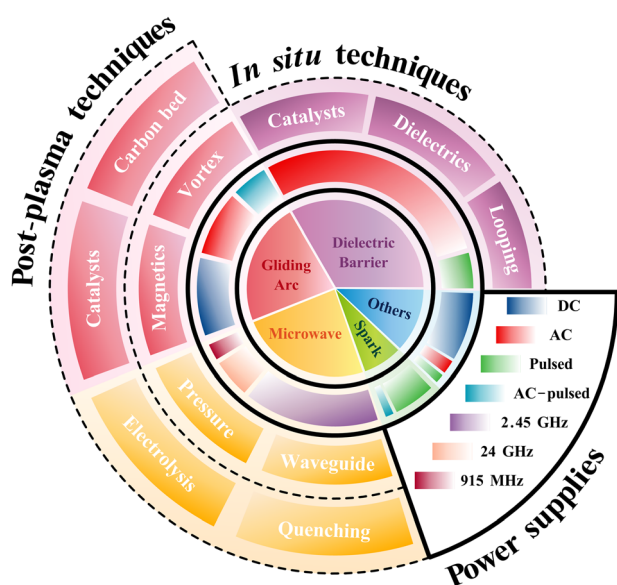 Post-plasma techniques
In situ techniques
Carbon bed
Vortex
Catalysts
Dielectrics
Looping
Catalysts
Magnetics
Gliding
Arc
Dielectric
Barrier
Others
Spark
Microwave
Pressure
Waveguide
Electrolysis
Quenching
DC
AC
Pulsed
AC-pulsed
2.45 GHz
24 GHz
915 MHz
Power supplies